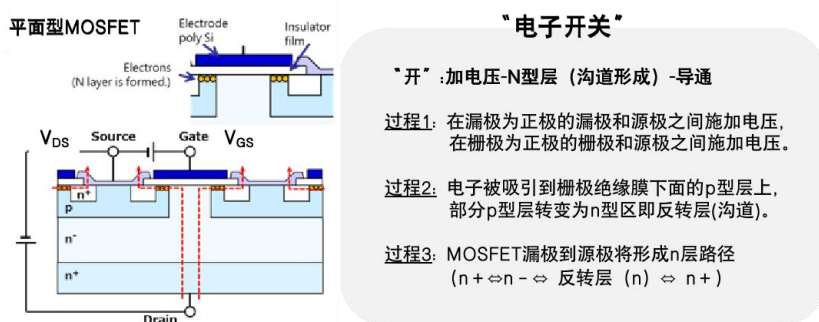 平面型MOSFET
Electrode
poly Si
Insulator
film
Electrons
(N layer is formed.)
VDS
Source
Gate
VGS
n+
p
n-
n+
Drain
"电子开关"
"开"：加电压-N型层（沟道形成）-导通
过程1：在漏极为正极的漏极和源极之间施加电压，
在栅极为正极的栅极和源极之间施加电压。
过程2：电子被吸引到栅极绝缘膜下面的p型层上，
部分p型层转变为n型区即反转层(沟道)。
过程3：MOSFET漏极到源极将形成n层路径
（n+⇔n-⇔ 反转层（n）⇔ n+）